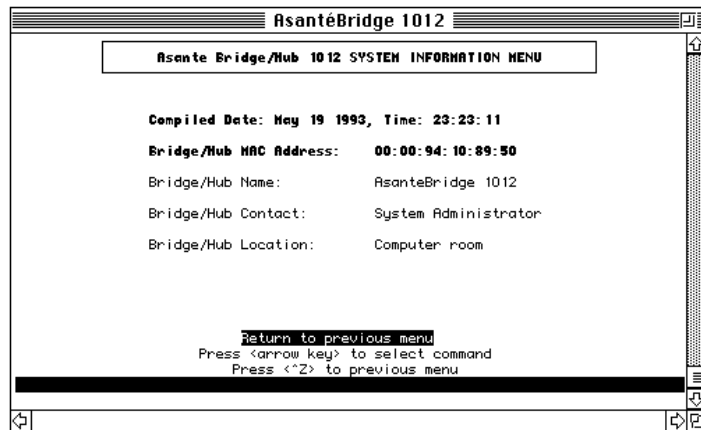 AsantéBridge 1012
Asante Bridge/Hub 1012 SYSTEM INFORMATION MENU
Compiled Date: May 19 1993, Time: 23:23:11
Bridge/Hub MAC Address: 00:00:94:10:89:50
Bridge/Hub Name: AsanteBridge 1012
Bridge/Hub Contact: System Administrator
Bridge/Hub Location: Computer room
Return to previous menu
Press <arrow key> to select command
Press <^Z> to previous menu